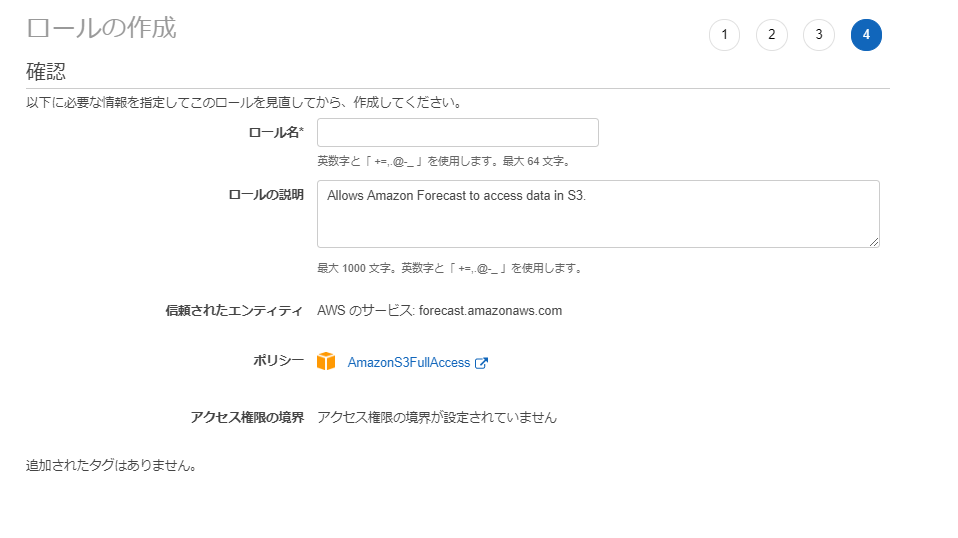 ロールの作成
1 2 3 4
確認
以下に必要な情報を指定してこのロールを見直してから、作成してください。
ロール名*
英数字と「 +=,.@-_ 」を使用します。最大 64 文字。
ロールの説明 Allows Amazon Forecast to access data in S3.
最大 1000 文字。英数字と「 +=,.@-_ 」を使用します。
信頼されたエンティティ AWS のサービス: forecast.amazonaws.com
ポリシー AmazonS3FullAccess
アクセス権限の境界 アクセス権限の境界が設定されていません
追加されたタグはありません。